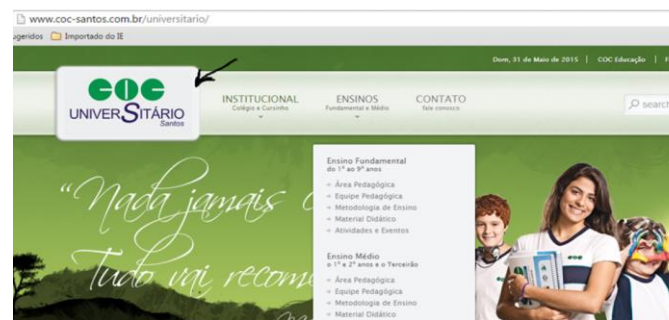 www.coc-santos.com.br/universitario/
ugeridos Importado do IE
Dom, 31 de Maio de 2015 | COC Educação | F
COC
UNIVERSITÁRIO
Santos
INSTITUCIONAL
Colégio e Cursinho
ENSINOS
Fundamental e Médio
CONTATO
fale conosco
search
"Nada jamais
Tudo vai recom
Ensino Fundamental
do 1º ao 9º anos
Área Pedagógica
Equipe Pedagógica
Metodologia de Ensino
Material Didático
Atividades e Eventos
Ensino Médio
o 1ª e 2ª anos e o Terceirão
Área Pedagógica
Equipe Pedagógica
Metodologia de Ensino
Material Didático